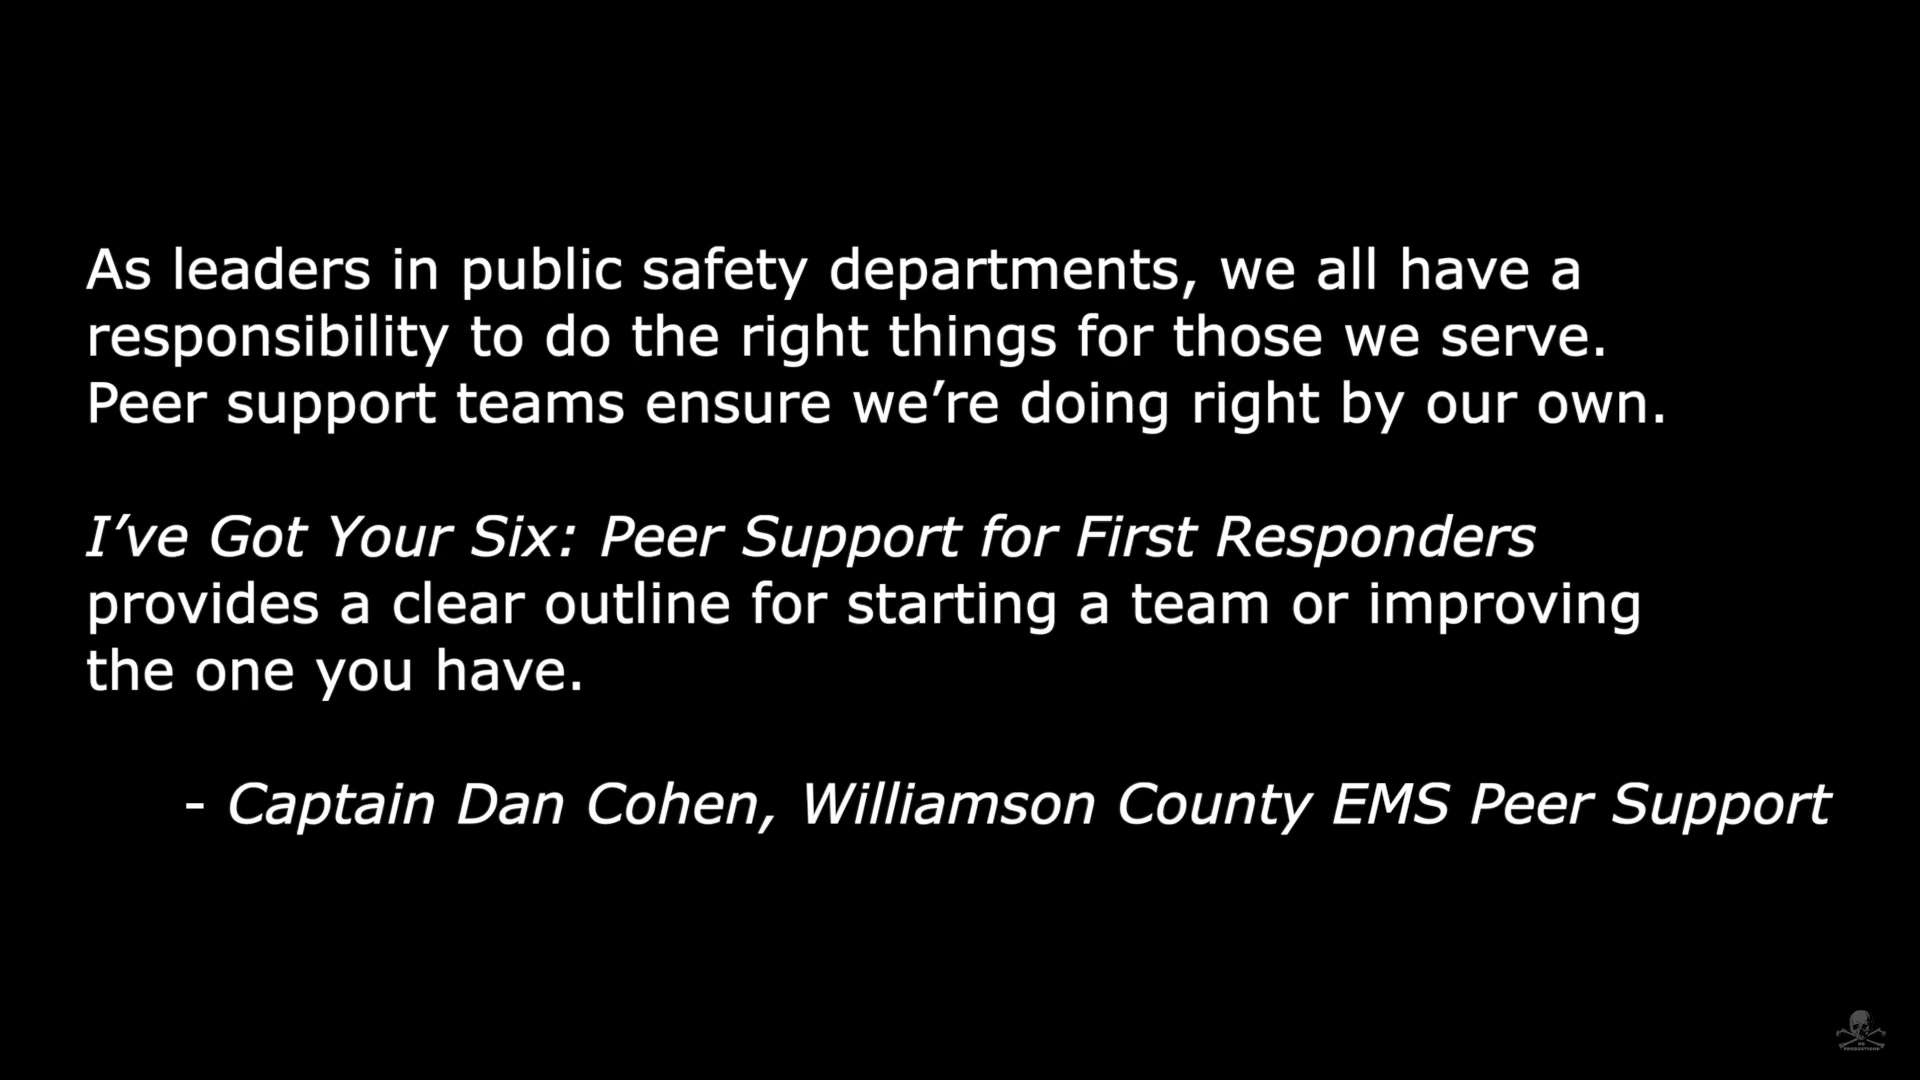 As leaders in public safety departments, we all have a
responsibility to do the right things for those we serve.
Peer support teams ensure we’re doing right by our own.
I’ve Got Your Six: Peer Support for First Responders
provides a clear outline for starting a team or improving
the one you have.
- Captain Dan Cohen, Williamson County EMS Peer Support
PRODUCTIONS